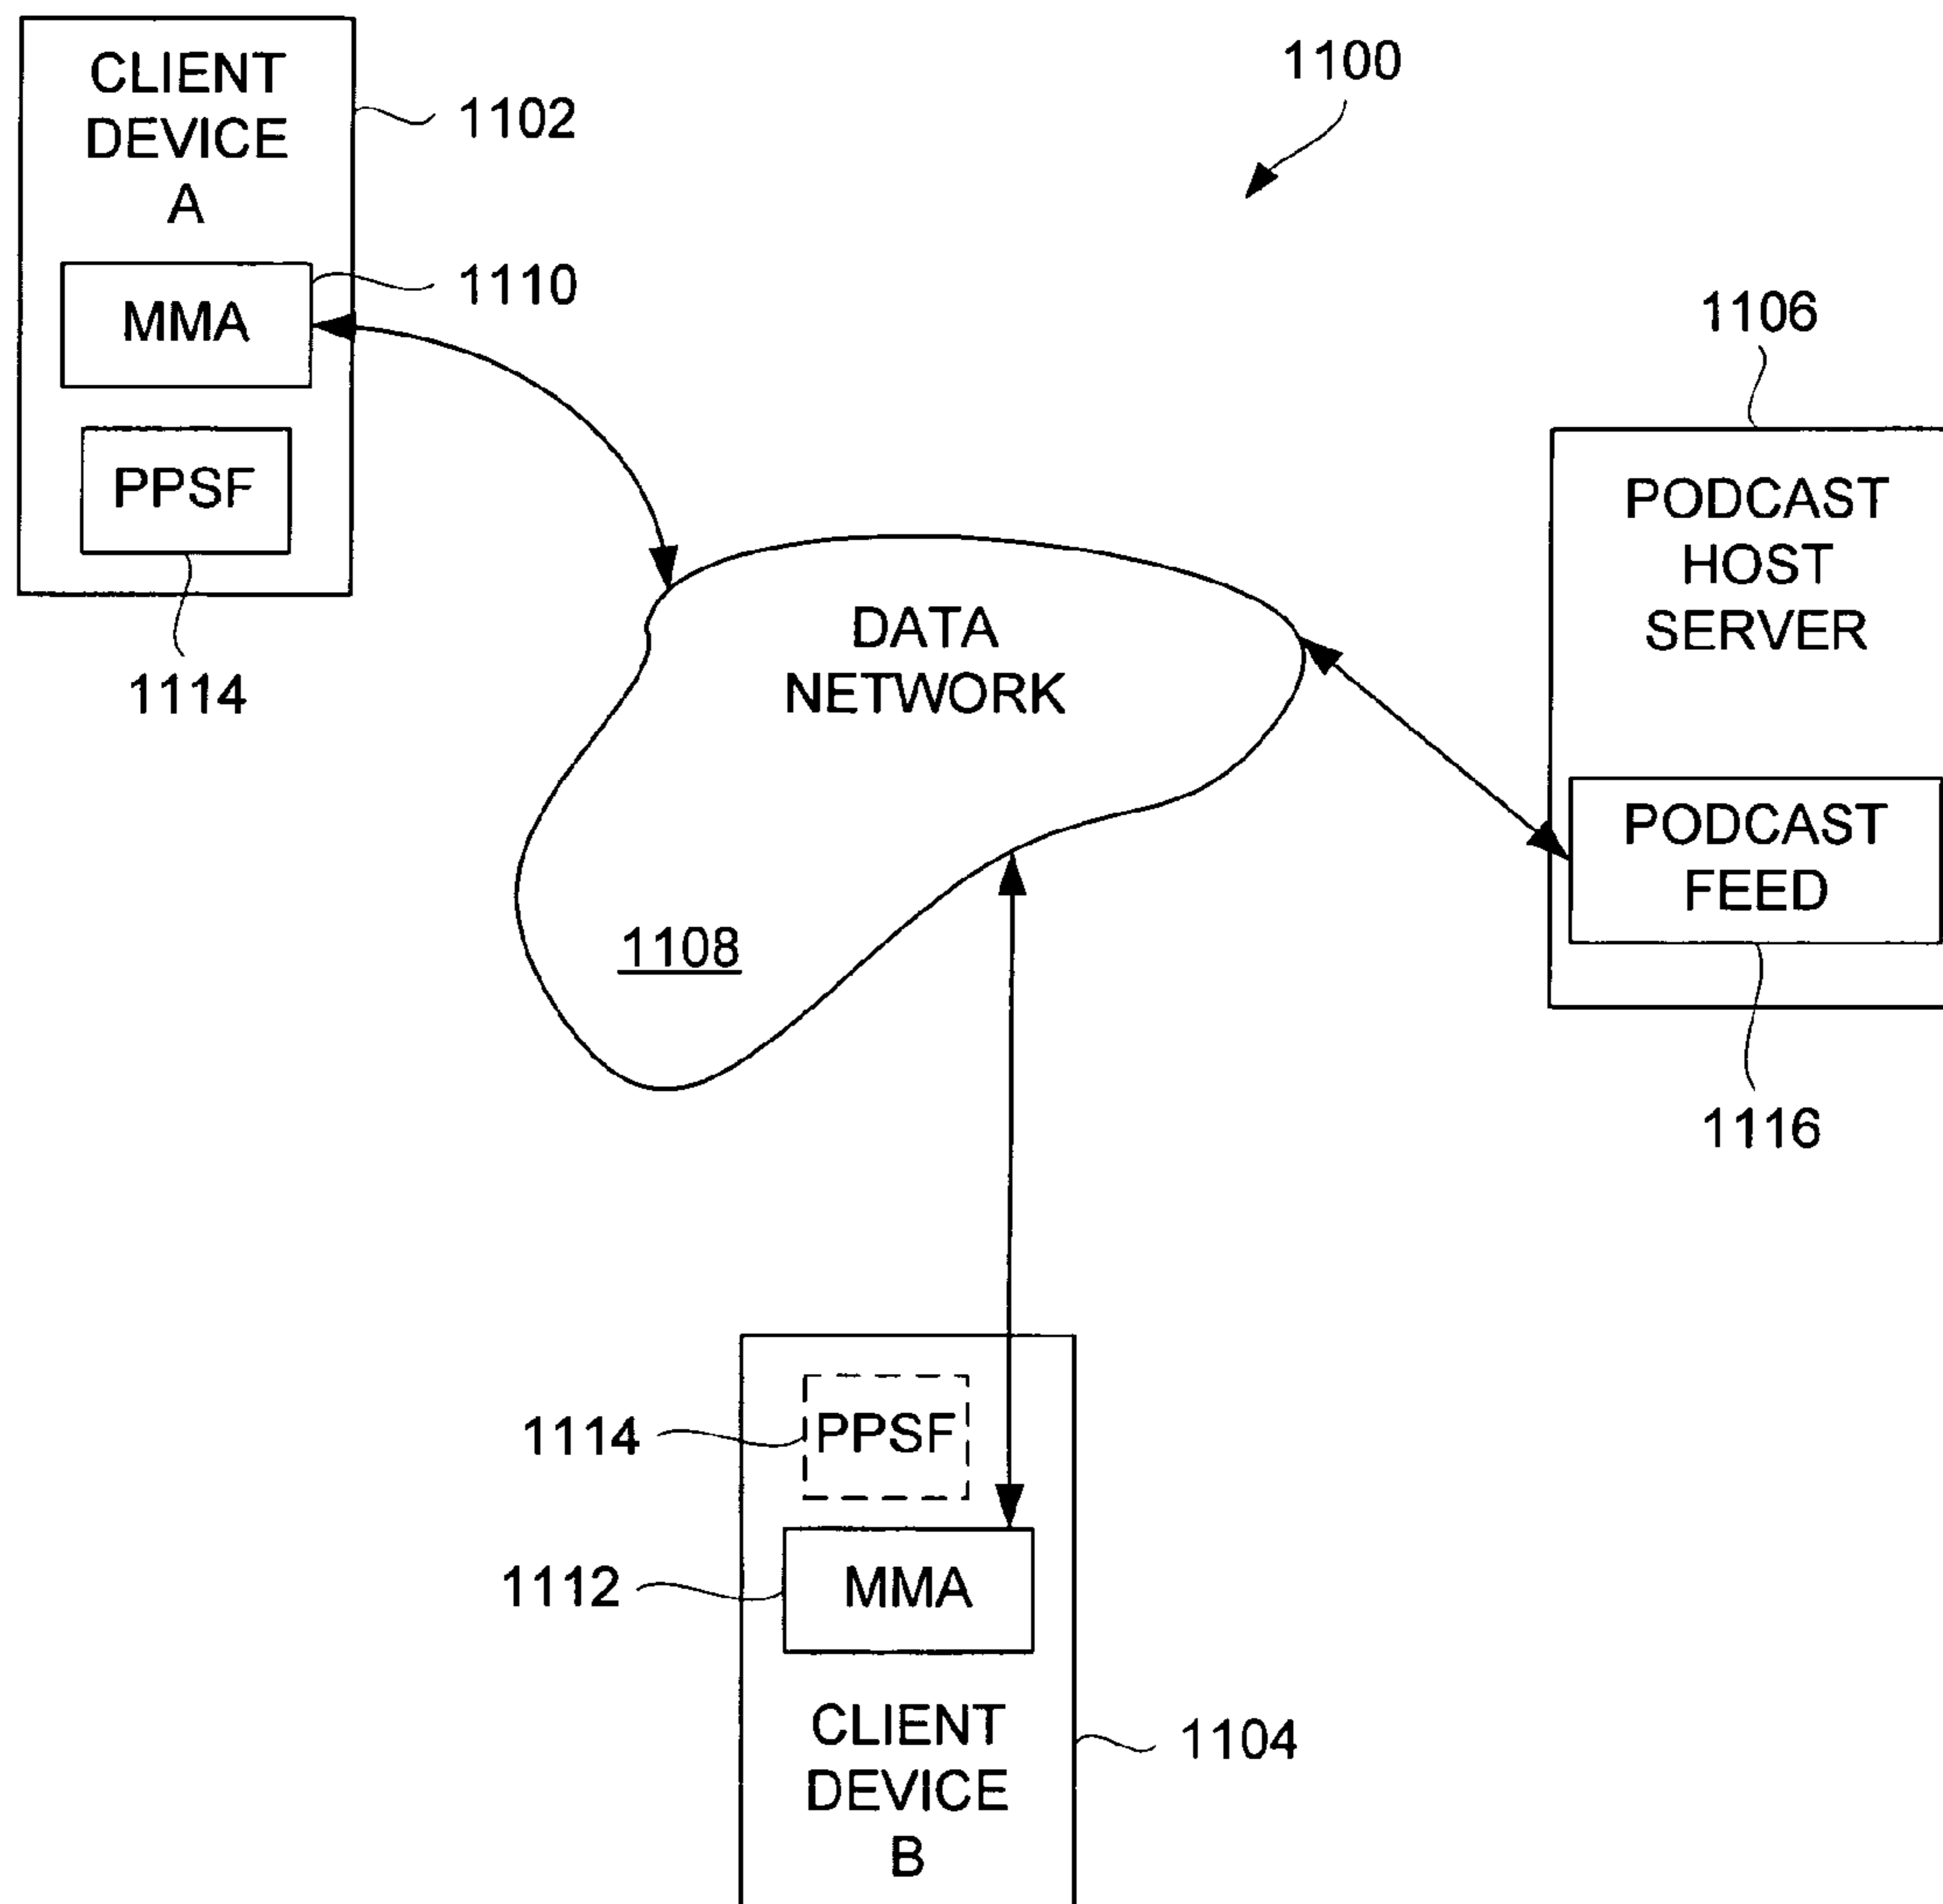 CLIENT
DEVICE
A
1102
1100
MMA
1110
PPSF
1114
1106
PODCAST
HOST
SERVER
DATA
NETWORK
PODCAST
FEED
1108
1116
1114
PPSF
1112
MMA
CLIENT
DEVICE
B
1104